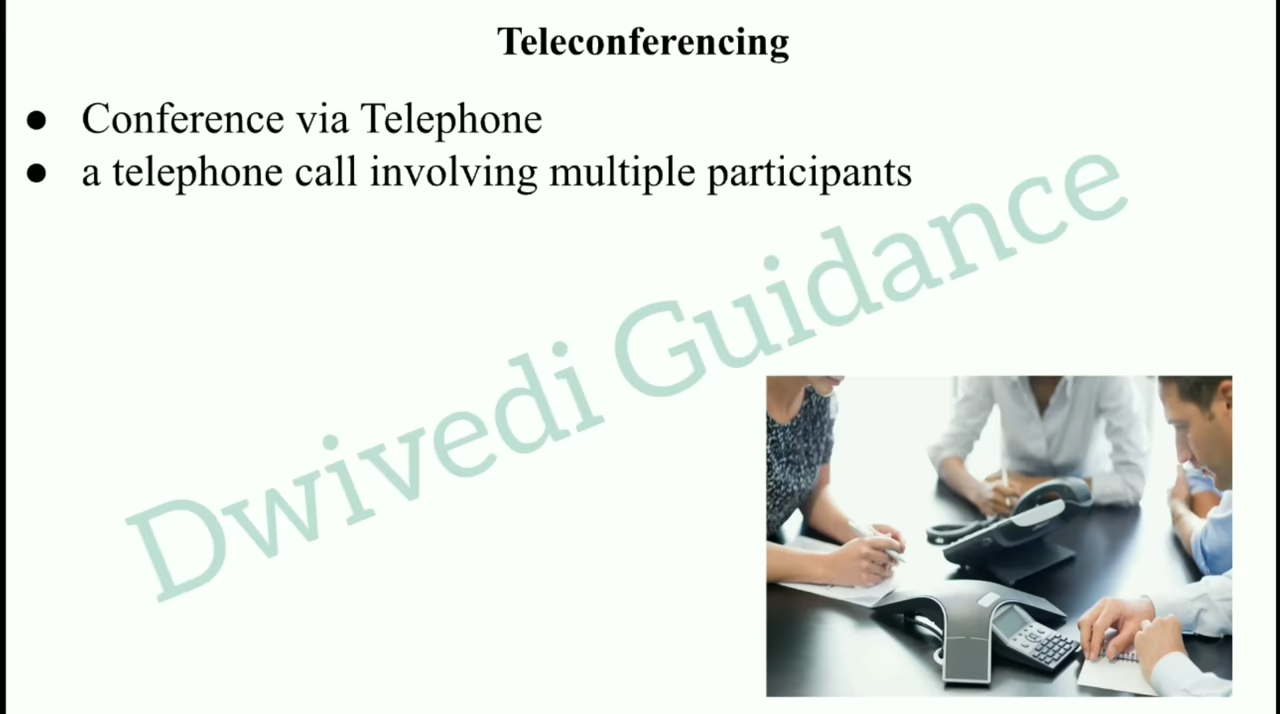 Teleconferencing
● Conference via Telephone
● a telephone call involving multiple participants
Dwivedi Guidance